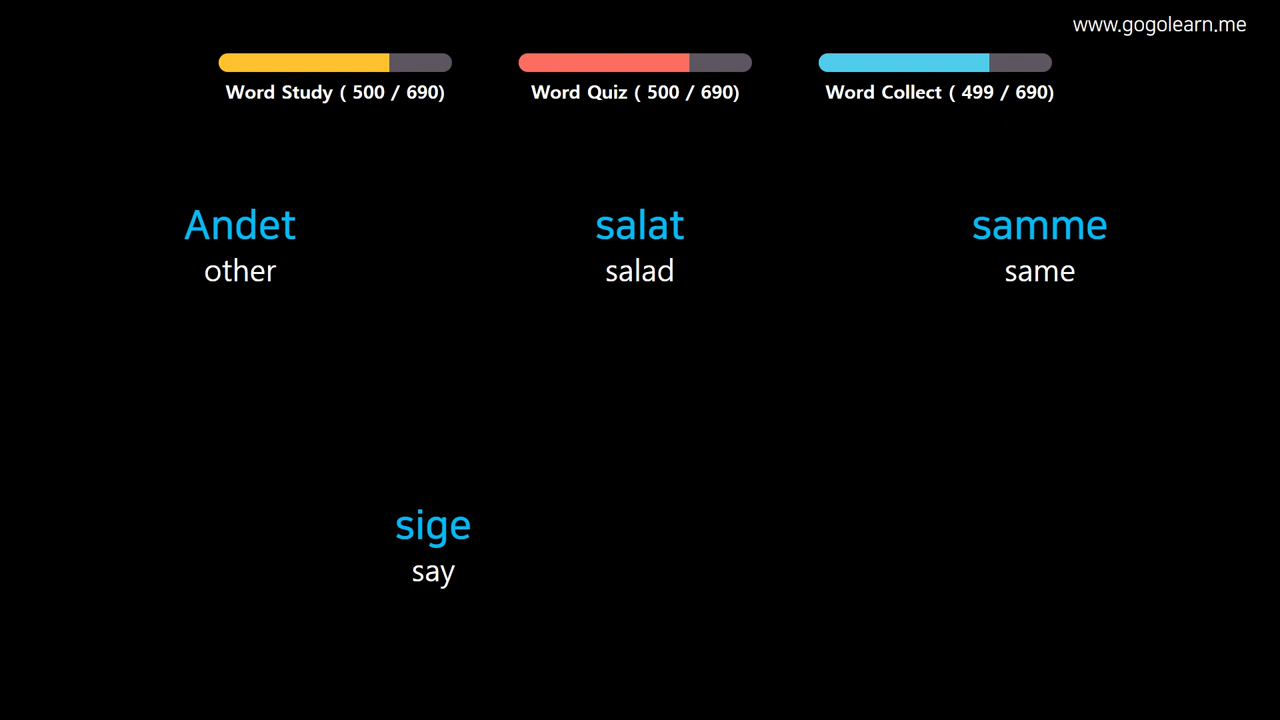 www.gogolearn.me
Word Study ( 500 / 690)
Word Quiz ( 500 / 690)
Word Collect ( 499 / 690)
Andet
other
salat
salad
samme
same
sige
say